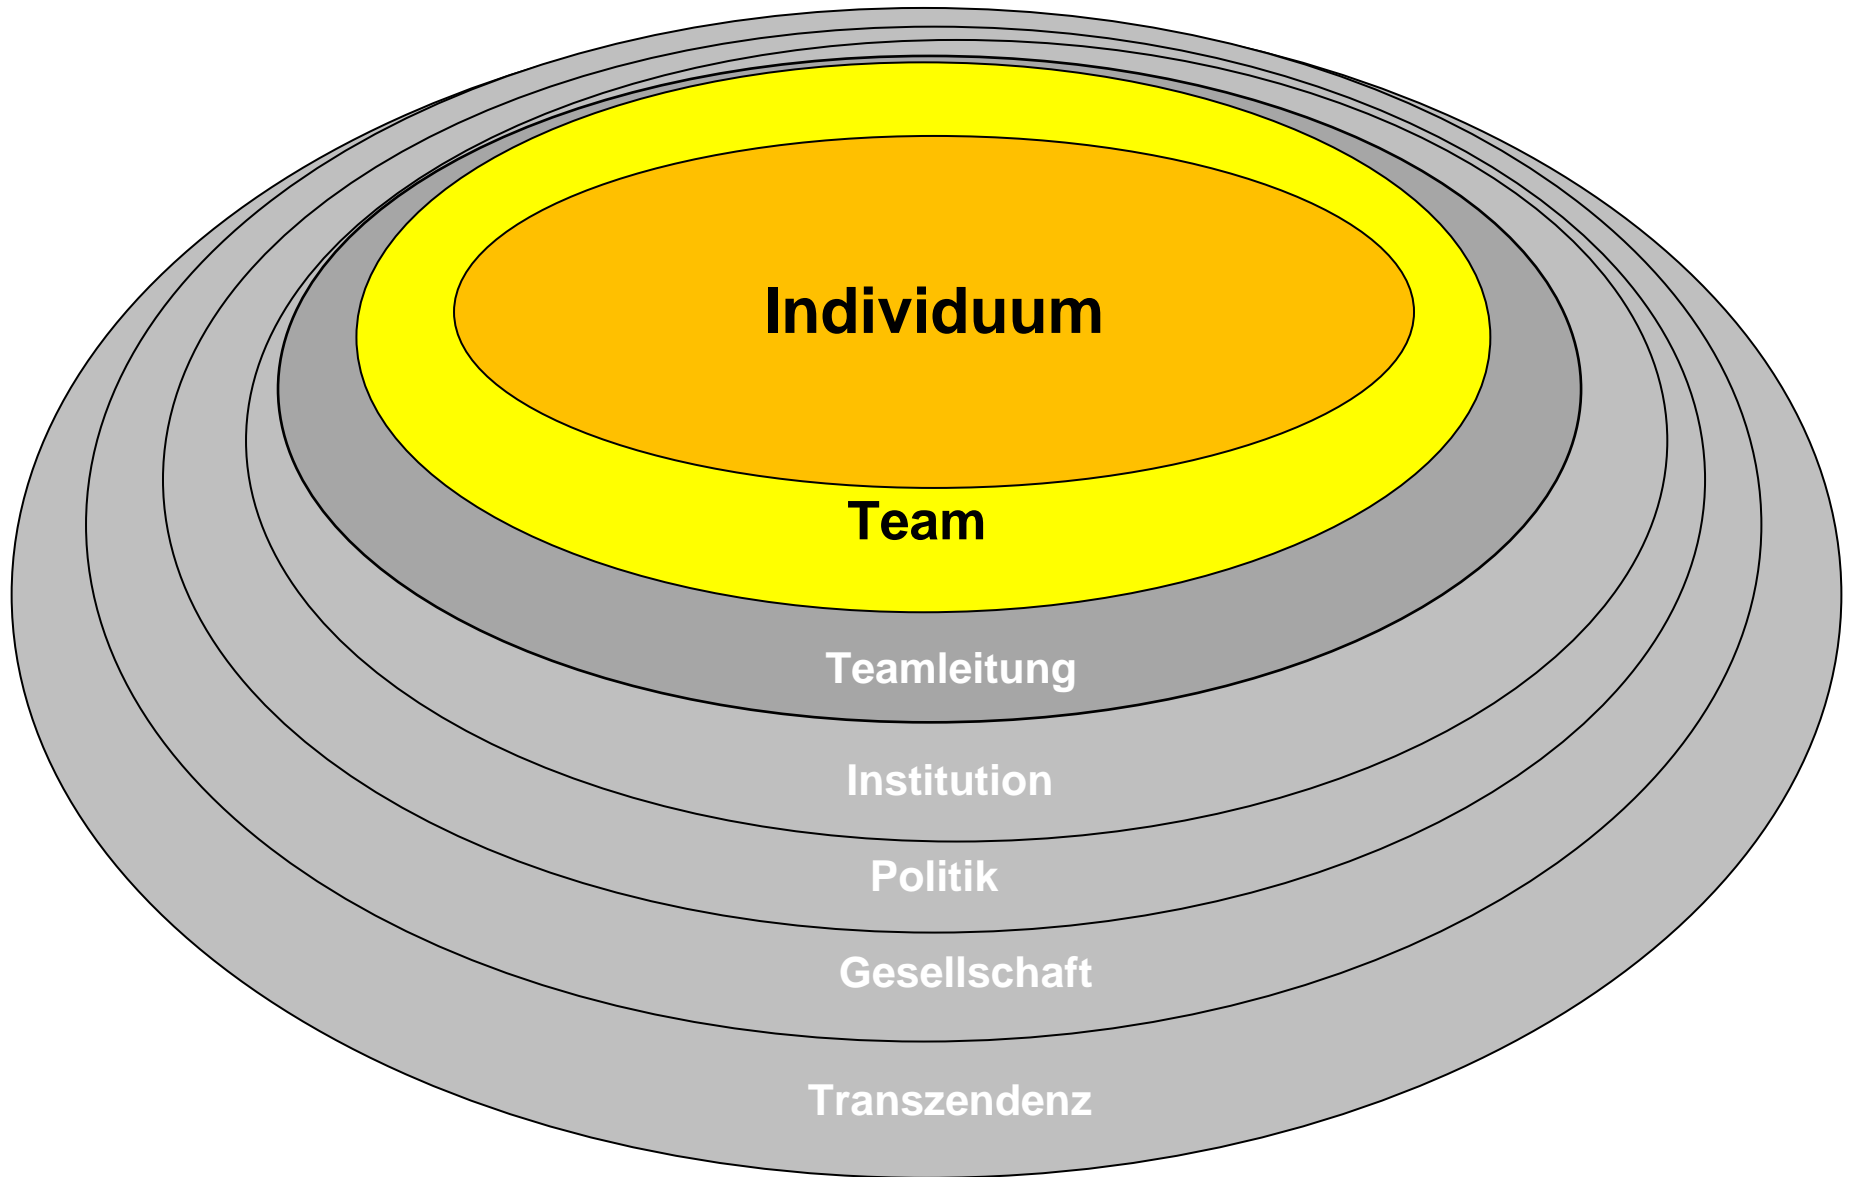 Individuum
Team
Teamleitung
Institution
Politik
Gesellschaft
Transzendenz